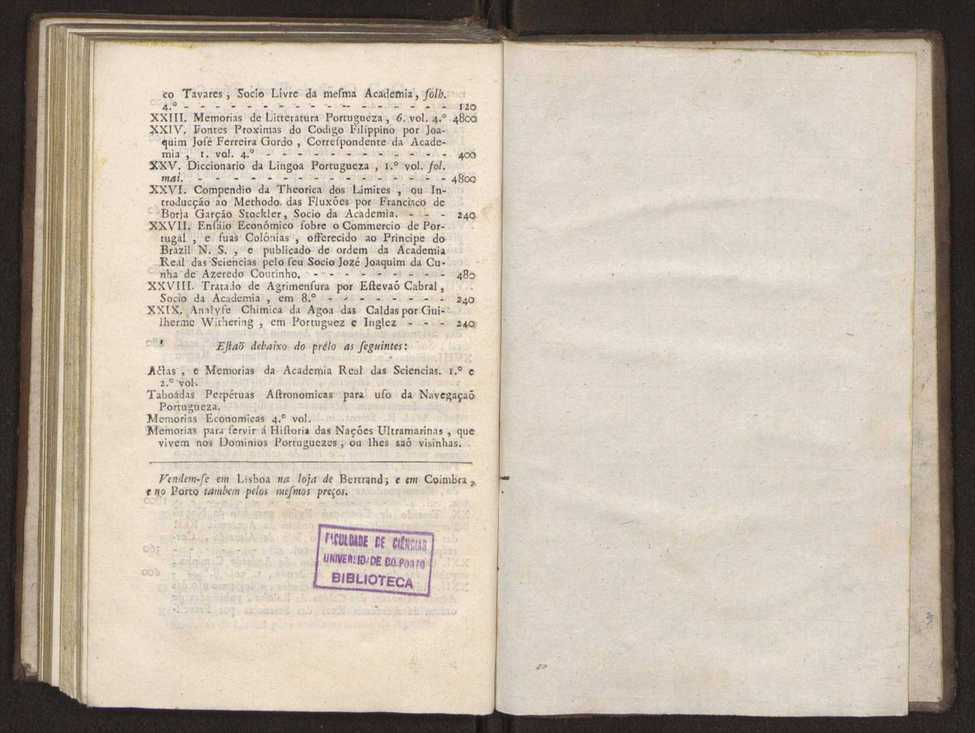 co Tavares , Socio Livre da meſma Academia , folh.
4.° - - - - - - - - - - - - - - - - - 120
XXIII. Memorias de Litteratura Portugueza , 6. vol. 4.° 4800
XXIV. Fontes Proximas do Codigo Filippino por Joa-
quim Joſé Ferreira Gordo , Correſpondente da Acade-
mia , 1. vol. 4.° - - - - - - - - - - - - 400
XXV. Diccionario da Lingoa Portugueza , 1.° vol. fol.
mai. - - - - - - - - - - - - - - - - 4800
XXVI. Compendio da Theorica dos Limites , ou In-
troducção ao Methodo das Fluxões por Franciſco de
Borja Garção Stockler, Socio da Academia. - - - 240
XXVII. Enſaio Económico ſobre o Commercio de Por-
tugal , e ſuas Colónias , offerecido ao Principe do
Brazil N. S. , e publicado de ordem da Academia
Real das Sciencias pelo ſeu Socio Jozé Joaquim da Cu-
nha de Azeredo Coutinho. - - - - - - - - 480
XXVIII. Tratado de Agrimenſura por Eſtevaõ Cabral ,
Socio da Academia , em 8.° - - - - - - - 240
XXIX. Analyſe Chimica da Agoa das Caldas por Gui-
lherme Withering , em Portuguez e Inglez - - - 240
Eſtaõ debaixo do prélo as ſeguintes:
Actas , e Memorias da Academia Real das Sciencias. 1.° e
2.° vol.
Taboadas Perpétuas Aſtronomicas para uſo da Navegaçaõ
Portugueza.
Memorias Economicas 4.° vol.
Memorias para ſervir á Hiſtoria das Nações Ultramarinas , que
vivem nos Dominios Portuguezes , ou lhes saõ viſinhas.
Vendem-ſe em Lisboa na loja de Bertrand; e em Coimbra ,
e no Porto tambem pelos meſmos preços.
FACULDADE DE CIÊNCIAS
UNIVERSIDADE DO PORTO
BIBLIOTECA